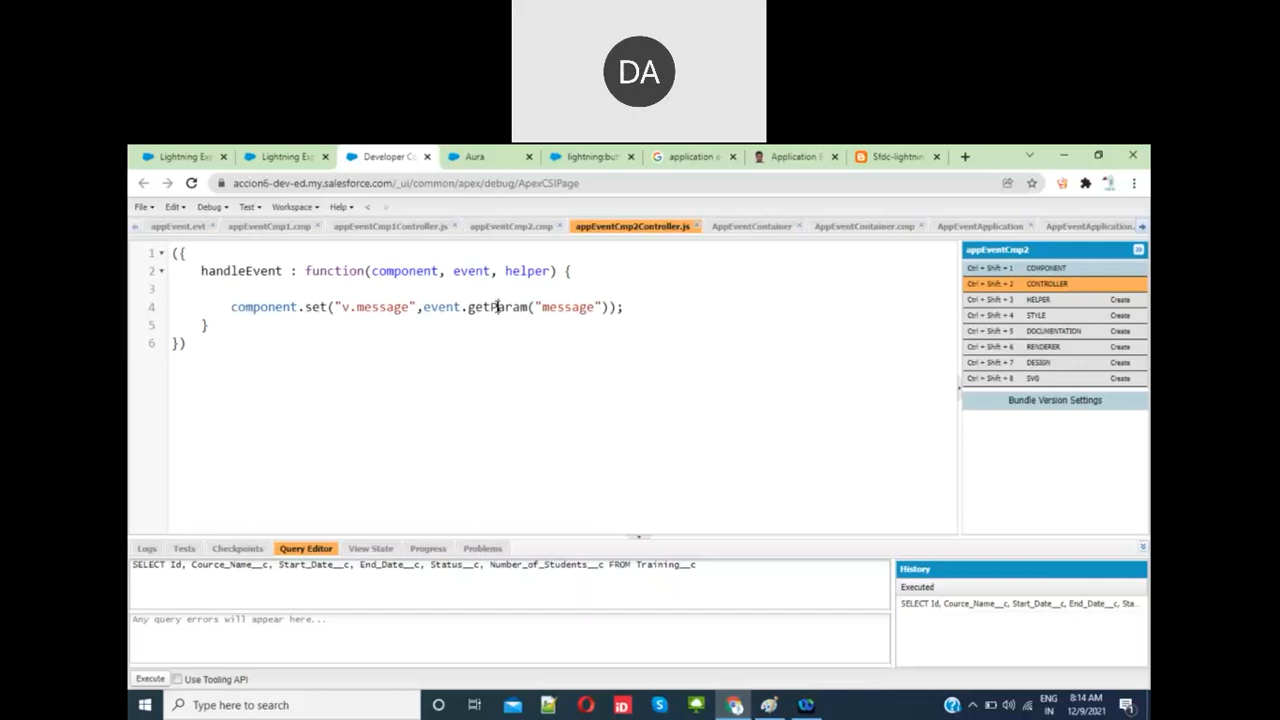 DA
Lightning Ex
Lightning Ex
Developer Co
Aura
lightning:but
application e
Application E
Sfdc-lightnin
accion6-dev-ed.my.salesforce.com/_ui/common/apex/debug/ApexCSIPage
File Edit Debug Test Workspace Help < >
appEvent.evt
appEventCmp1.cmp
appEventCmp1Controller.js
appEventCmp2.cmp
appEventCmp2Controller.js
AppEventContainer
AppEventContainer.cmp
AppEventApplication
AppEventApplication.
1 ({
2 handleEvent : function(component, event, helper) {
3
4 component.set("v.message",event.getParam("message"));
5 }
6 })
appEventCmp2
Ctrl + Shift + 1 COMPONENT
Ctrl + Shift + 2 CONTROLLER
Ctrl + Shift + 3 HELPER Create
Ctrl + Shift + 4 STYLE Create
Ctrl + Shift + 5 DOCUMENTATION Create
Ctrl + Shift + 6 RENDERER Create
Ctrl + Shift + 7 DESIGN Create
Ctrl + Shift + 8 SVG Create
Bundle Version Settings
Logs Tests Checkpoints Query Editor View State Progress Problems
SELECT Id, Cource_Name__c, Start_Date__c, End_Date__c, Status__c, Number_of_Students__c FROM Training__c
Any query errors will appear here...
History
Executed
SELECT Id, Cource_Name__c, Start_Date__c, End_Date__c, Sta...
Execute Use Tooling API
Type here to search
iD
ENG
IN
8:14 AM
12/9/2021
1